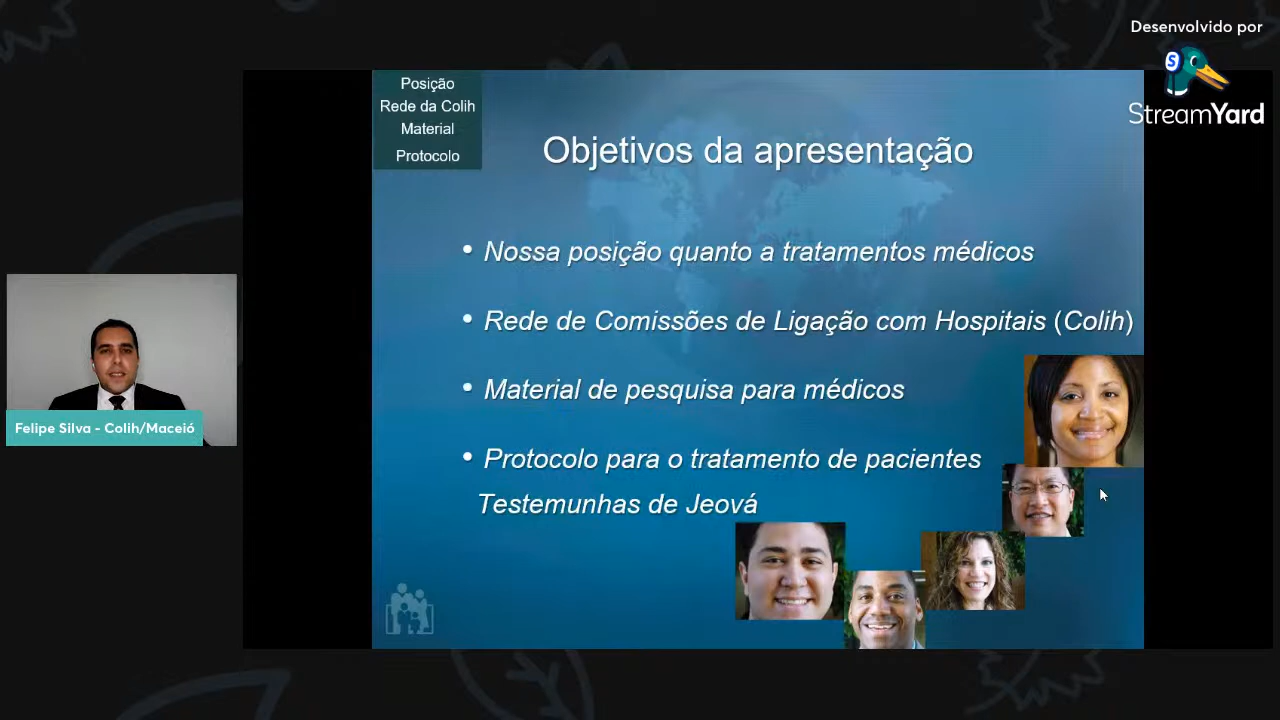 Desenvolvido por
StreamYard
Posição
Rede da Colih
Material
Protocolo
Objetivos da apresentação
• Nossa posição quanto a tratamentos médicos
• Rede de Comissões de Ligação com Hospitais (Colih)
• Material de pesquisa para médicos
• Protocolo para o tratamento de pacientes
Testemunhas de Jeová
Felipe Silva - Colih/Maceió